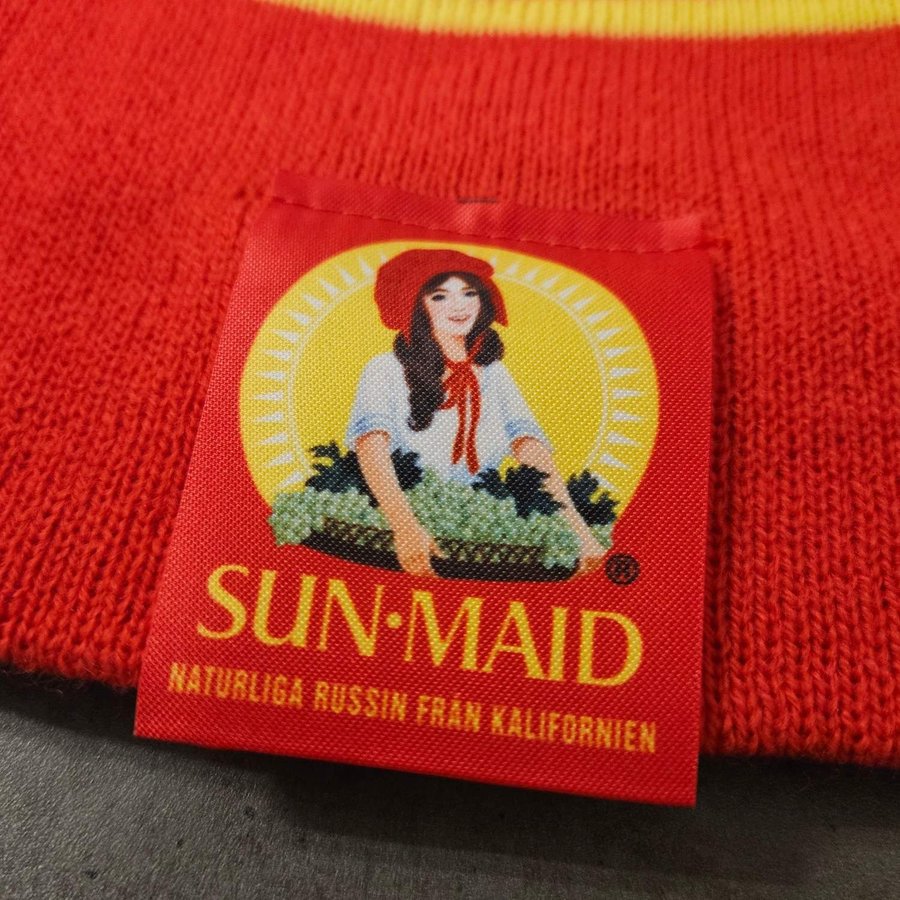 ®
SUN·MAID
NATURLIGA RUSSIN FRÅN KALIFORNIEN